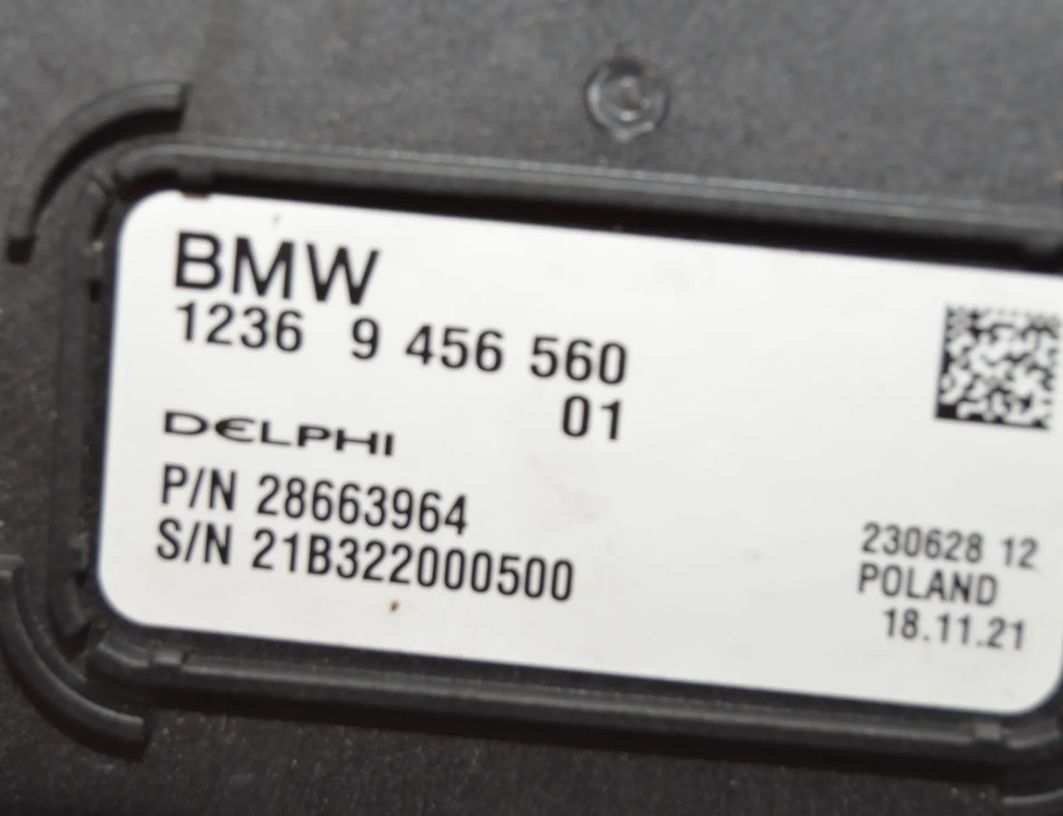 BMW
1236 9 456 560
01
DELPHI
P/N 28663964
S/N 21B322000500
230628 12
POLAND
18.11.21